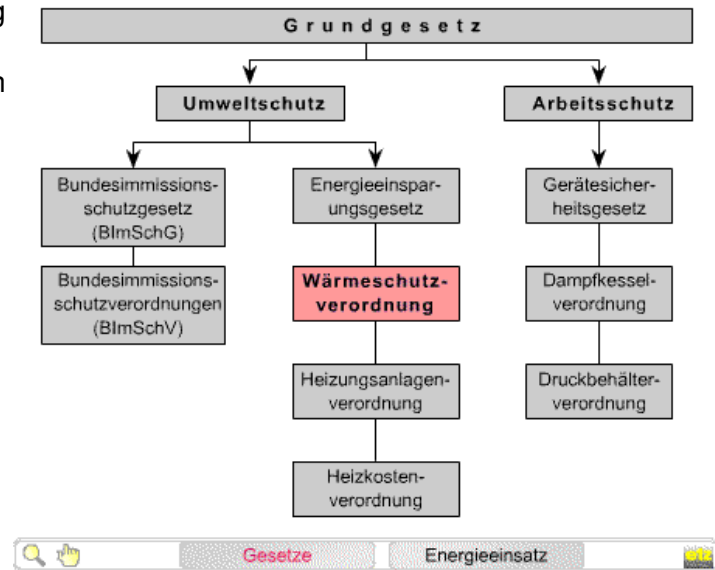 g
n
Grundgesetz
Umweltschutz
Arbeitsschutz
Bundesimmissions-
schutzgesetz
(BImSchG)
Energieeinspar-
ungsgesetz
Gerätesicher-
heitsgesetz
Bundesimmissions-
schutzverordnungen
(BImSchV)
Wärmeschutz-
verordnung
Dampfkessel-
verordnung
Heizungsanlagen-
verordnung
Druckbehälter-
verordnung
Heizkosten-
verordnung
Gesetze
Energieeinsatz